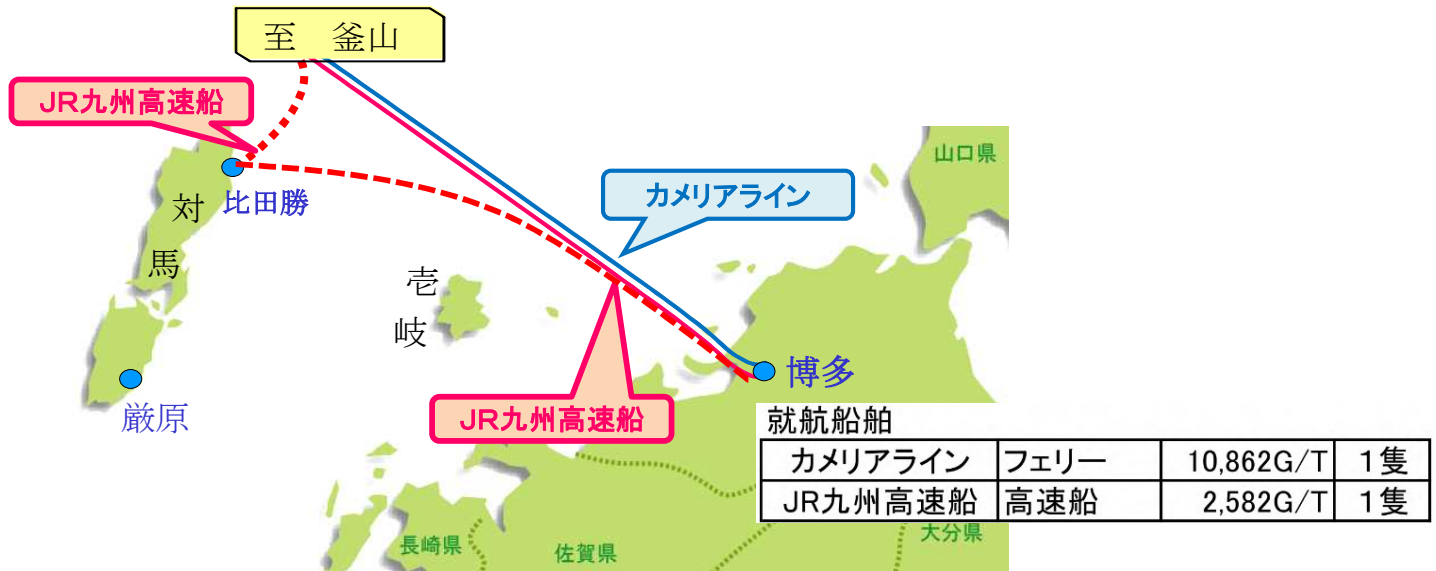 至 釜山
JR九州高速船
山口県
カメリアライン
比田勝
対馬
壱岐
博多
厳原
JR九州高速船
就航船舶
カメリアライン フェリー 10,862G/T 1隻
JR九州高速船 高速船 2,582G/T 1隻
大分県
長崎県
佐賀県